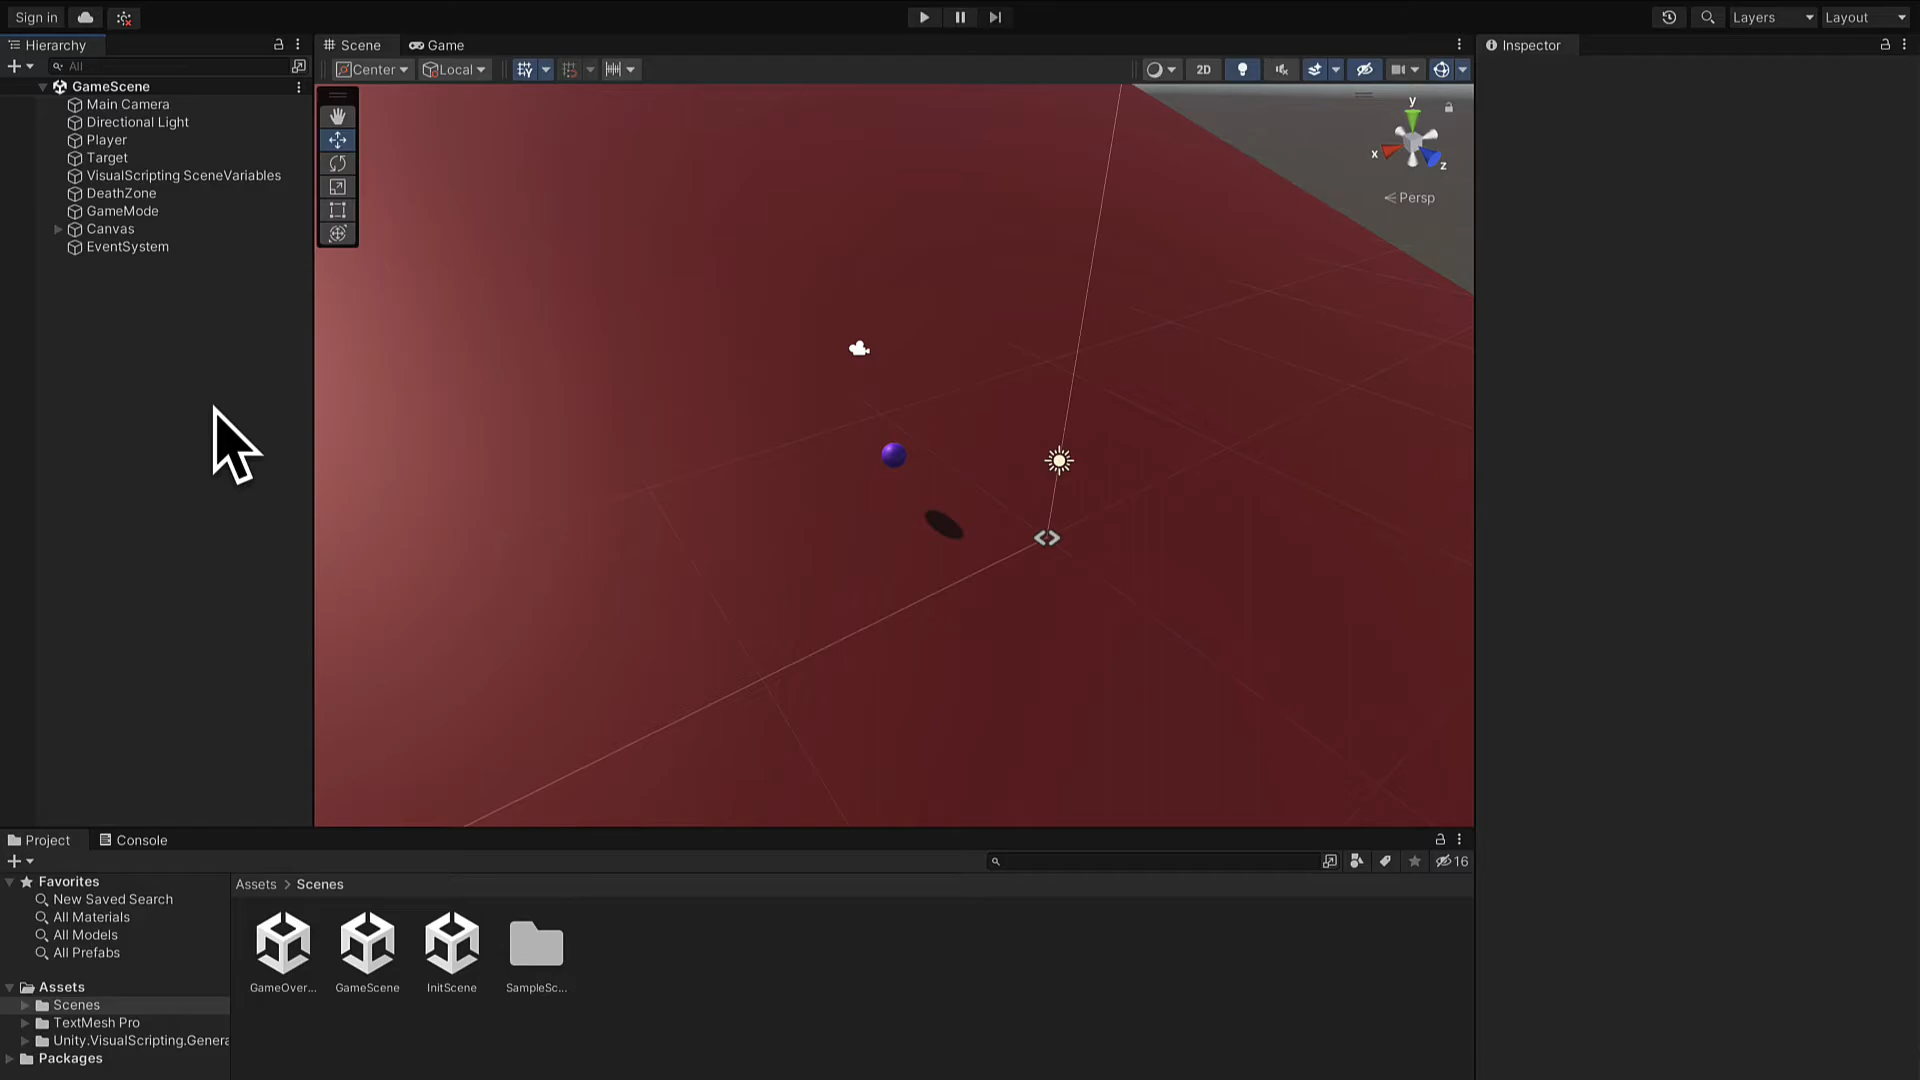 Sign in
Layers
Layout
Hierarchy
Scene
Game
Inspector
All
Center
Local
2D
GameScene
Main Camera
Directional Light
Player
Target
VisualScripting SceneVariables
DeathZone
GameMode
Canvas
EventSystem
y
x
z
Persp
Project
Console
16
Favorites
Assets > Scenes
New Saved Search
All Materials
All Models
All Prefabs
GameOver...
GameScene
InitScene
SampleSc...
Assets
Scenes
TextMesh Pro
Unity.VisualScripting.Genera
Packages